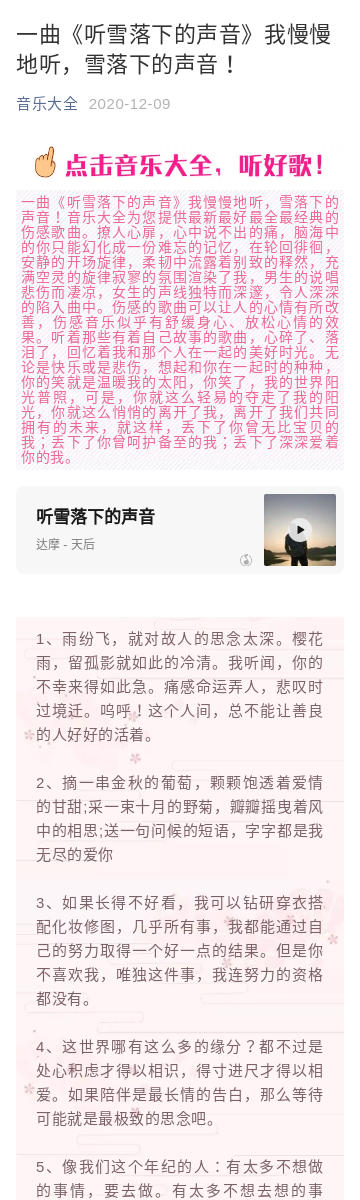 一曲《听雪落下的声音》我慢慢
地听，雪落下的声音！
音乐大全 2020-12-09
点击音乐大全，听好歌！
一曲《听雪落下的声音》我慢慢地听，雪落下的
声音！音乐大全为您提供最新最好最全最经典的
伤感歌曲。撩人心扉，心中说不出的痛，脑海中
的你只能幻化成一份难忘的记忆，在轮回徘徊，
安静的开场旋律，柔韧中流露着别致的释然，充
满空灵的旋律寂寥的氛围渲染了我，男生的说唱
悲伤而凄凉，女生的声线独特而深邃，令人深深
的陷入曲中。伤感的歌曲可以让人的心情有所改
善，伤感音乐似乎有舒缓身心、放松心情的效
果。听着那些有着自己故事的歌曲，心碎了、落
泪了，回忆着我和那个人在一起的美好时光。无
论是快乐或是悲伤，想起和你在一起时的种种，
你的笑就是温暖我的太阳，你笑了，我的世界阳
光普照，可是，你就这么轻易的夺走了我的阳
光，你就这么悄悄的离开了我，离开了我们共同
拥有的未来，就这样，丢下了你曾无比宝贝的
我；丢下了你曾呵护备至的我；丢下了深深爱着
你的我。
听雪落下的声音
达摩 - 天后
1、雨纷飞，就对故人的思念太深。樱花
雨，留孤影就如此的冷清。我听闻，你的
不幸来得如此急。痛感命运弄人，悲叹时
过境迁。呜呼！这个人间，总不能让善良
的人好好的活着。
2、摘一串金秋的葡萄，颗颗饱透着爱情
的甘甜;采一束十月的野菊，瓣瓣摇曳着风
中的相思;送一句问候的短语，字字都是我
无尽的爱你
3、如果长得不好看，我可以钻研穿衣搭
配化妆修图，几乎所有事，我都能通过自
己的努力取得一个好一点的结果。但是你
不喜欢我，唯独这件事，我连努力的资格
都没有。
4、这世界哪有这么多的缘分？都不过是
处心积虑才得以相识，得寸进尺才得以相
爱。如果陪伴是最长情的告白，那么等待
可能就是最极致的思念吧。
5、像我们这个年纪的人：有太多不想做
的事情，要去做。有太多不想去想的事